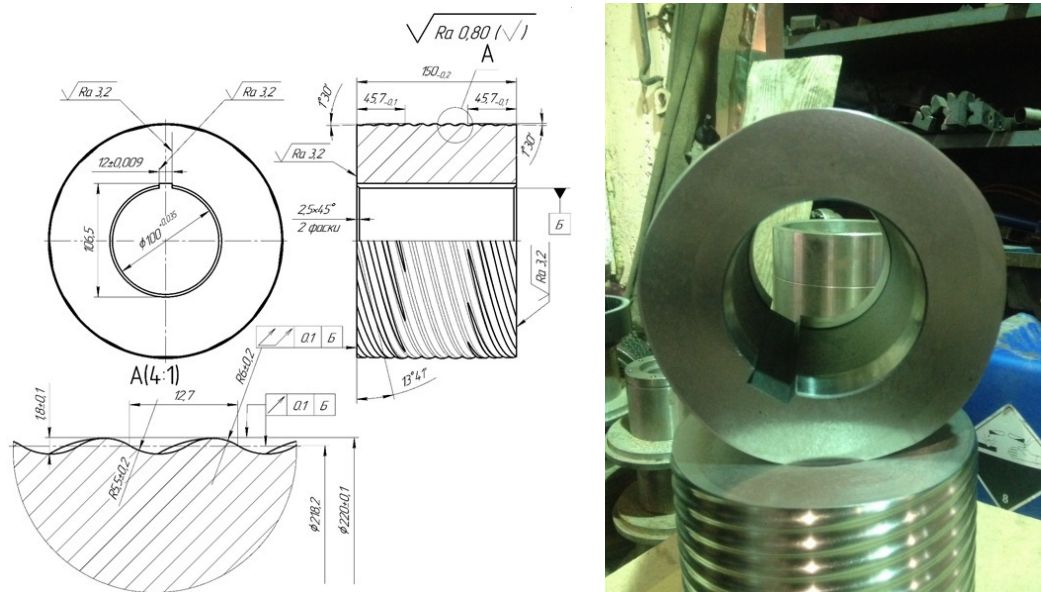 Ra 0,80 (√)
A
150-0,2
45,7-0,1
45,7-0,1
1°30'
1°30'
Ra 3,2
Ra 3,2
12±0,009
Ra 3,2
106,5
ϕ100+0,035
2,5×45°
2 фаски
Б
Ra 3,2
0.1 Б
13°41'
A(4:1)
12,7
R6±0,2
0.1 Б
1,8±0,1
R5,5±0,2
ϕ218,2
ϕ220±0,1
8